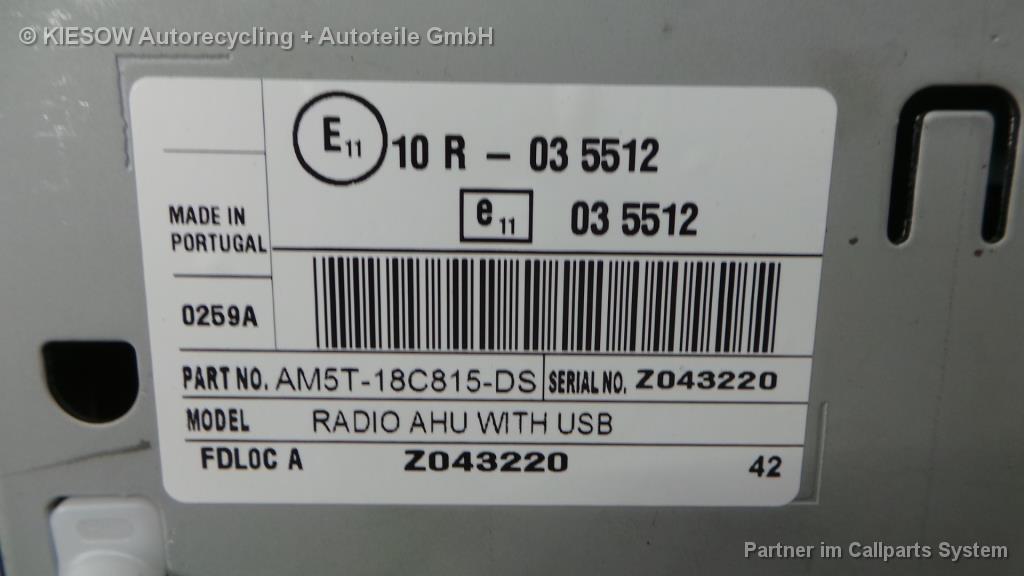 © KIESOW Autorecycling + Autoteile GmbH
E11 10 R - 03 5512
e11 03 5512
MADE IN
PORTUGAL
0259A
PART NO. AM5T-18C815-DS SERIAL NO. Z043220
MODEL RADIO AHU WITH USB
FDL0C A Z043220 42
Partner im Callparts System